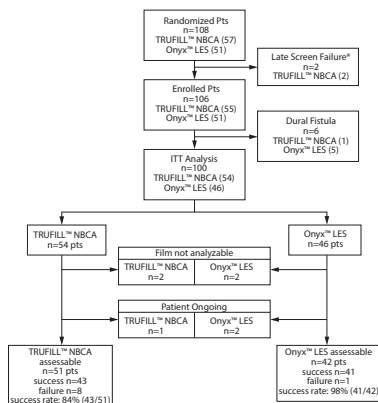 Randomized Pts
n=108
TRUFILL™ NBCA (57)
Onyx™ LES (51)
Late Screen Failure*
n=2
TRUFILL™ NBCA (2)
Enrolled Pts
n=106
TRUFILL™ NBCA (55)
Onyx™ LES (51)
Dural Fistula
n=6
TRUFILL™ NBCA (1)
Onyx™ LES (5)
ITT Analysis
n=100
TRUFILL™ NBCA (54)
Onyx™ LES (46)
TRUFILL™ NBCA
n=54 pts
Onyx™ LES
n=46 pts
Film not analyzable
TRUFILL™ NBCA
n=2
Onyx™ LES
n=2
Patient Ongoing
TRUFILL™ NBCA
n=1
Onyx™ LES
n=2
TRUFILL™ NBCA
assessable
n=51 pts
success n=43
failure n=8
success rate: 84% (43/51)
Onyx™ LES assessable
n=42 pts
success n=41
failure n=1
success rate: 98% (41/42)